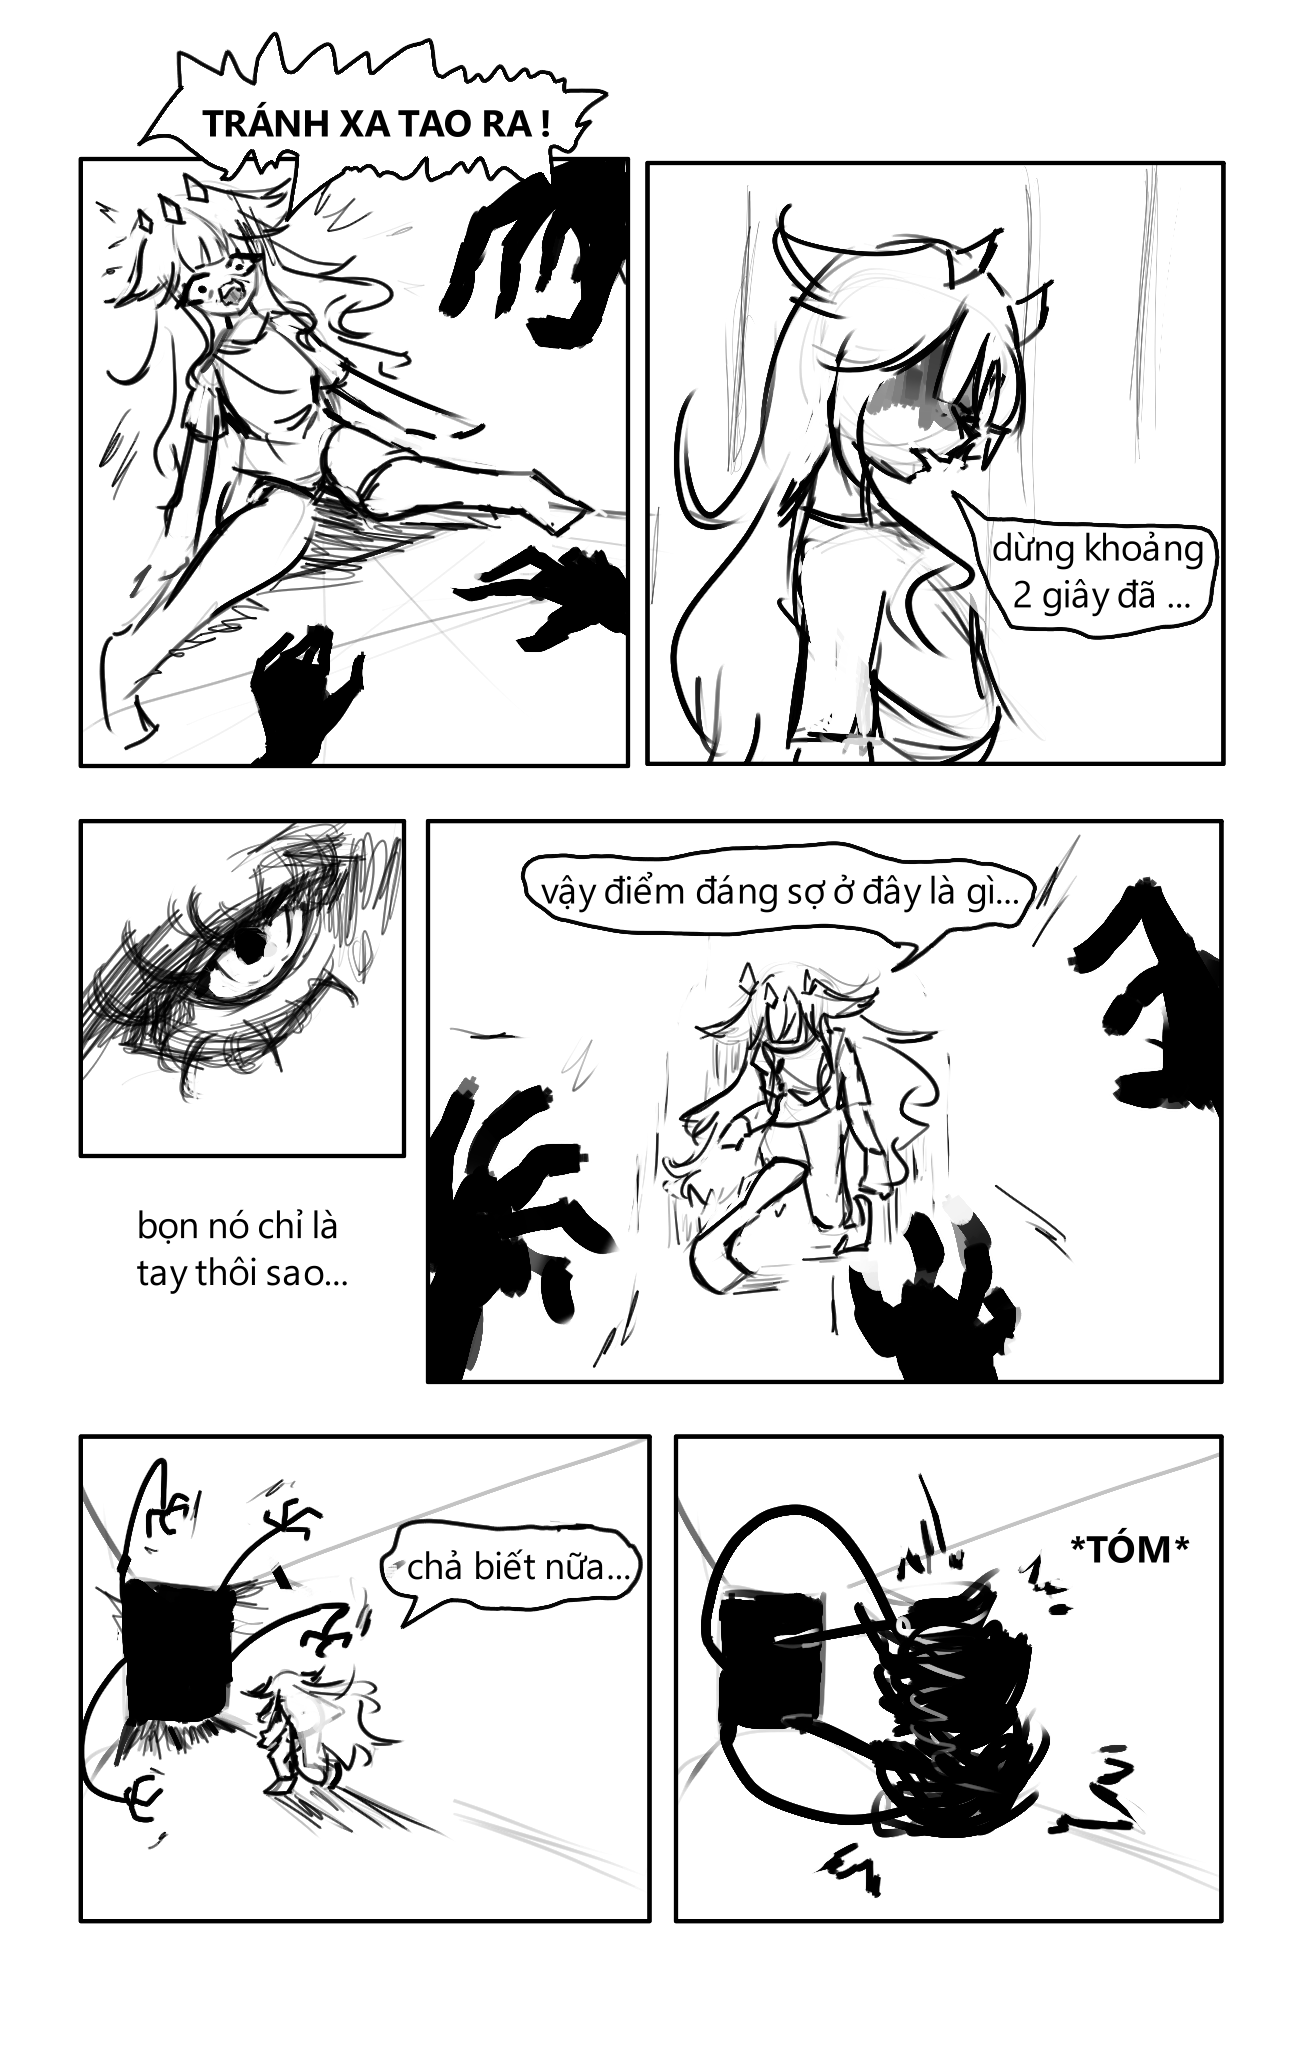 TRÁNH XA TAO RA !
dừng khoảng
2 giây đã ...
vậy điểm đáng sợ ở đây là gì...
bọn nó chỉ là
tay thôi sao...
chả biết nữa...
*TÓM*